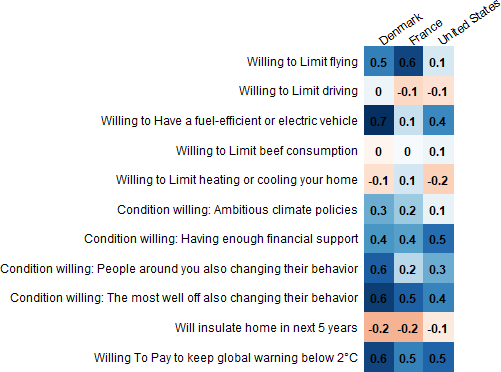 Denmark France United States
Willing to Limit flying 0.5 0.6 0.1
Willing to Limit driving 0 -0.1 -0.1
Willing to Have a fuel-efficient or electric vehicle 0.7 0.1 0.4
Willing to Limit beef consumption 0 0 0.1
Willing to Limit heating or cooling your home -0.1 0.1 -0.2
Condition willing: Ambitious climate policies 0.3 0.2 0.1
Condition willing: Having enough financial support 0.4 0.4 0.5
Condition willing: People around you also changing their behavior 0.6 0.2 0.3
Condition willing: The most well off also changing their behavior 0.6 0.5 0.4
Will insulate home in next 5 years -0.2 -0.2 -0.1
Willing To Pay to keep global warning below 2°C 0.6 0.5 0.5